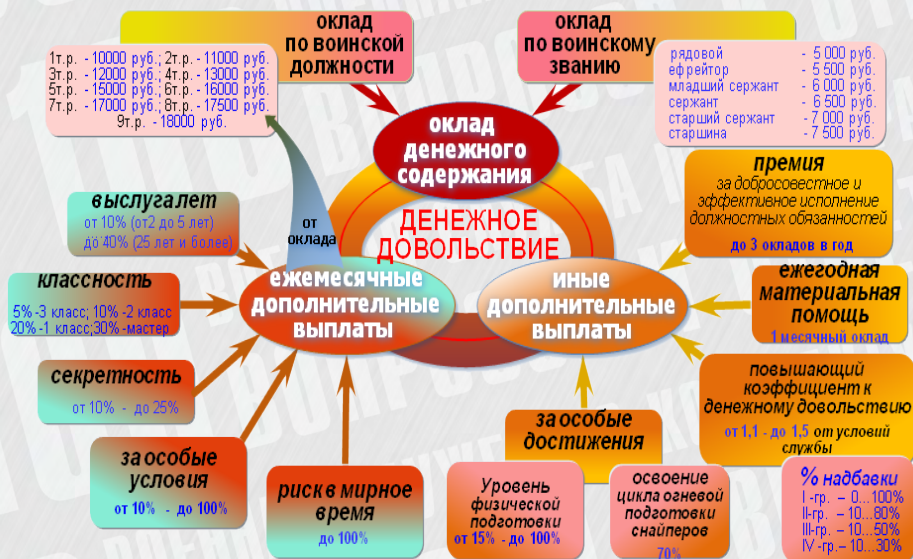 оклад
по воинской
должности
оклад
по воинскому
званию
1т.р. - 10000 руб.; 2т.р. - 11000 руб.
3т.р. - 12000 руб.; 4т.р. - 13000 руб.
5т.р. - 15000 руб.; 6т.р. - 16000 руб.
7т.р. - 17000 руб.; 8т.р. - 17500 руб.
9т.р. - 18000 руб.
рядовой - 5 000 руб.
ефрейтор - 5 500 руб.
младший сержант - 6 000 руб.
сержант - 6 500 руб.
старший сержант - 7 000 руб.
старшина - 7 500 руб.
оклад
денежного
содержания
ДЕНЕЖНОЕ
ДОВОЛЬСТВИЕ
от
оклада
ежемесячные
дополнительные
выплаты
иные
дополнительные
выплаты
выслуга лет
от 10% (от2 до 5 лет)
до 40% (25 лет и более)
классность
5% -3 класс; 10% -2 класс
20% -1 класс;30% -мастер
секретность
от 10% - до 25%
за особые
условия
от 10% - до 100%
риск в мирное
время
до 100%
премия
за добросовестное и
эффективное исполнение
должностных обязанностей
до 3 окладов в год
ежегодная
материальная
помощь
1 месячный оклад
повышающий
коэффициент к
денежному довольствию
от 1,1 - до 1,5 от условий
службы
за особые
достижения
Уровень
физической
подготовки
от 15% - до 100%
освоение
цикла огневой
подготовки
снайперов
70%
% надбавки
I -гр. – 0...100%
II-гр. – 10...80%
III-гр. – 10...50%
IV -гр. – 10...30%